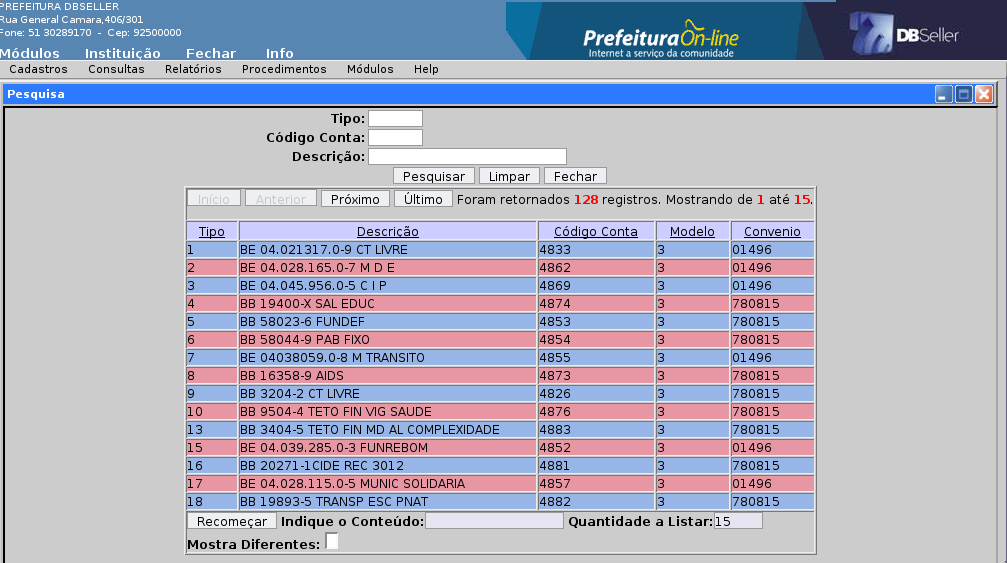 PREFEITURA DBSELLER
Rua General Camara,406/301
Fone: 51 30289170 - Cep: 92500000
Módulos Instituição Fechar Info
Prefeitura On-line
Internet a serviço da comunidade
DBSeller
Cadastros Consultas Relatórios Procedimentos Módulos Help
Pesquisa
Tipo:
Código Conta:
Descrição:
Pesquisar Limpar Fechar
Início Anterior Próximo Último Foram retornados 128 registros. Mostrando de 1 até 15.
Tipo Descrição Código Conta Modelo Convenio
1 BE 04.021317.0-9 CT LIVRE 4833 3 01496
2 BE 04.028.165.0-7 M D E 4862 3 01496
3 BE 04.045.956.0-5 C I P 4869 3 01496
4 BB 19400-X SAL EDUC 4874 3 780815
5 BB 58023-6 FUNDEF 4853 3 780815
6 BB 58044-9 PAB FIXO 4854 3 780815
7 BE 04038059.0-8 M TRANSITO 4855 3 01496
8 BB 16358-9 AIDS 4873 3 780815
9 BB 3204-2 CT LIVRE 4826 3 780815
10 BB 9504-4 TETO FIN VIG SAUDE 4876 3 780815
13 BB 3404-5 TETO FIN MD AL COMPLEXIDADE 4883 3 780815
15 BE 04.039.285.0-3 FUNREBOM 4852 3 01496
16 BB 20271-1CIDE REC 3012 4881 3 780815
17 BE 04.028.115.0-5 MUNIC SOLIDARIA 4857 3 01496
18 BB 19893-5 TRANSP ESC PNAT 4882 3 780815
Recomeçar Indique o Conteúdo: Quantidade a Listar: 15
Mostra Diferentes: